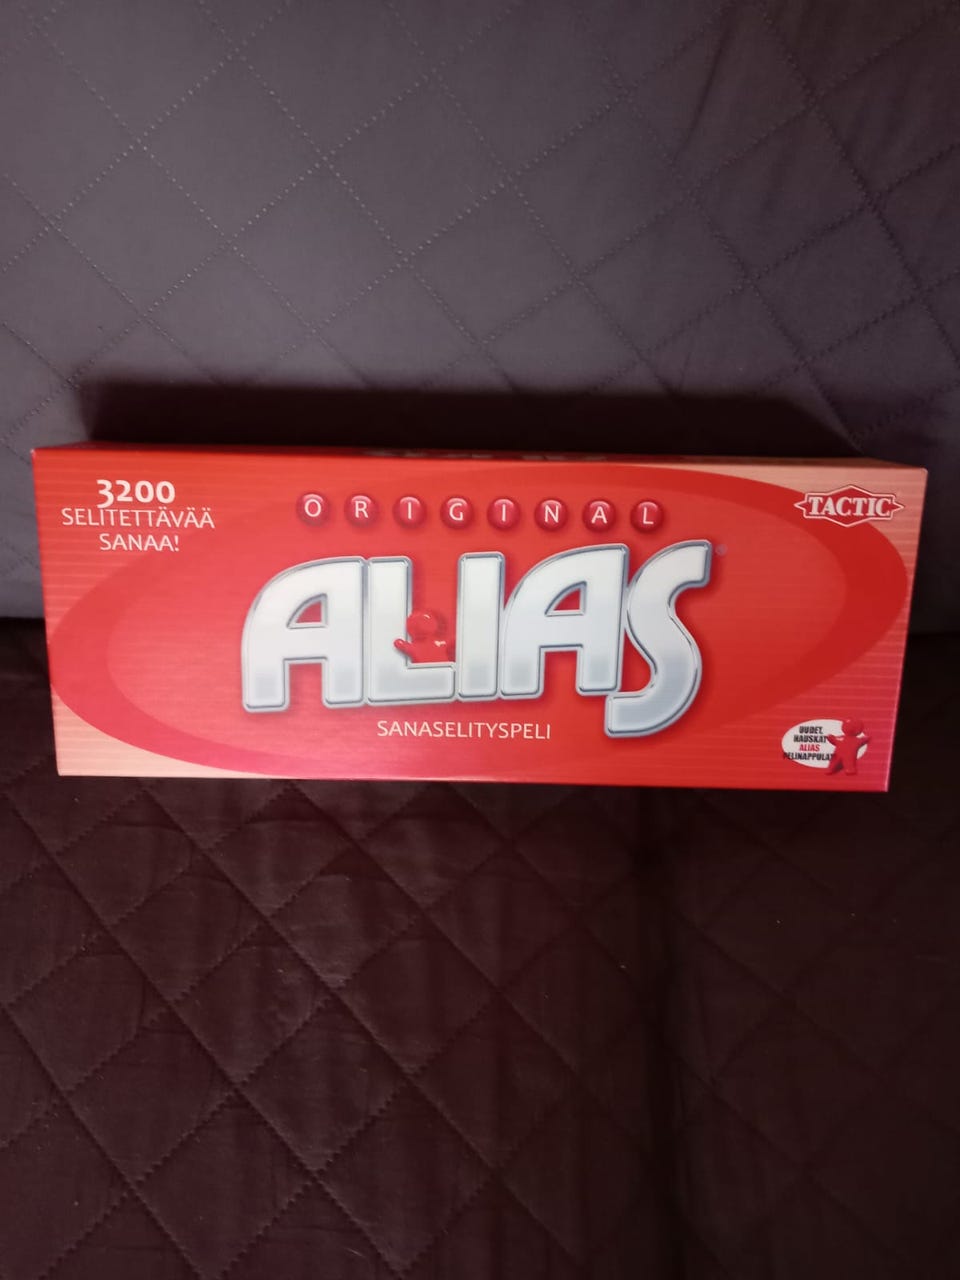 3200
SELITETTÄVÄÄ
SANAA!
ORIGINAL
TACTIC
ALIAS®
SANASELITYSPELI
UUDET,
HAUSKAT
ALIAS
PELINAPPULAT